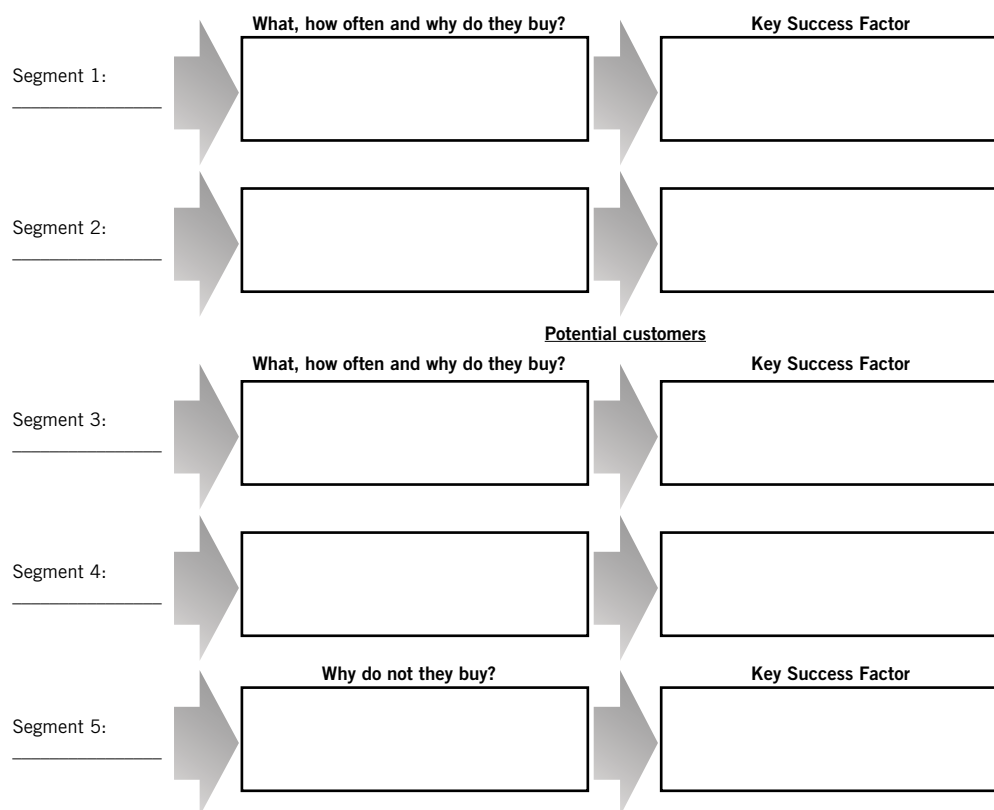 What, how often and why do they buy?
Key Success Factor
Segment 1:
Segment 2:
Potential customers
What, how often and why do they buy?
Key Success Factor
Segment 3:
Segment 4:
Why do not they buy?
Key Success Factor
Segment 5: